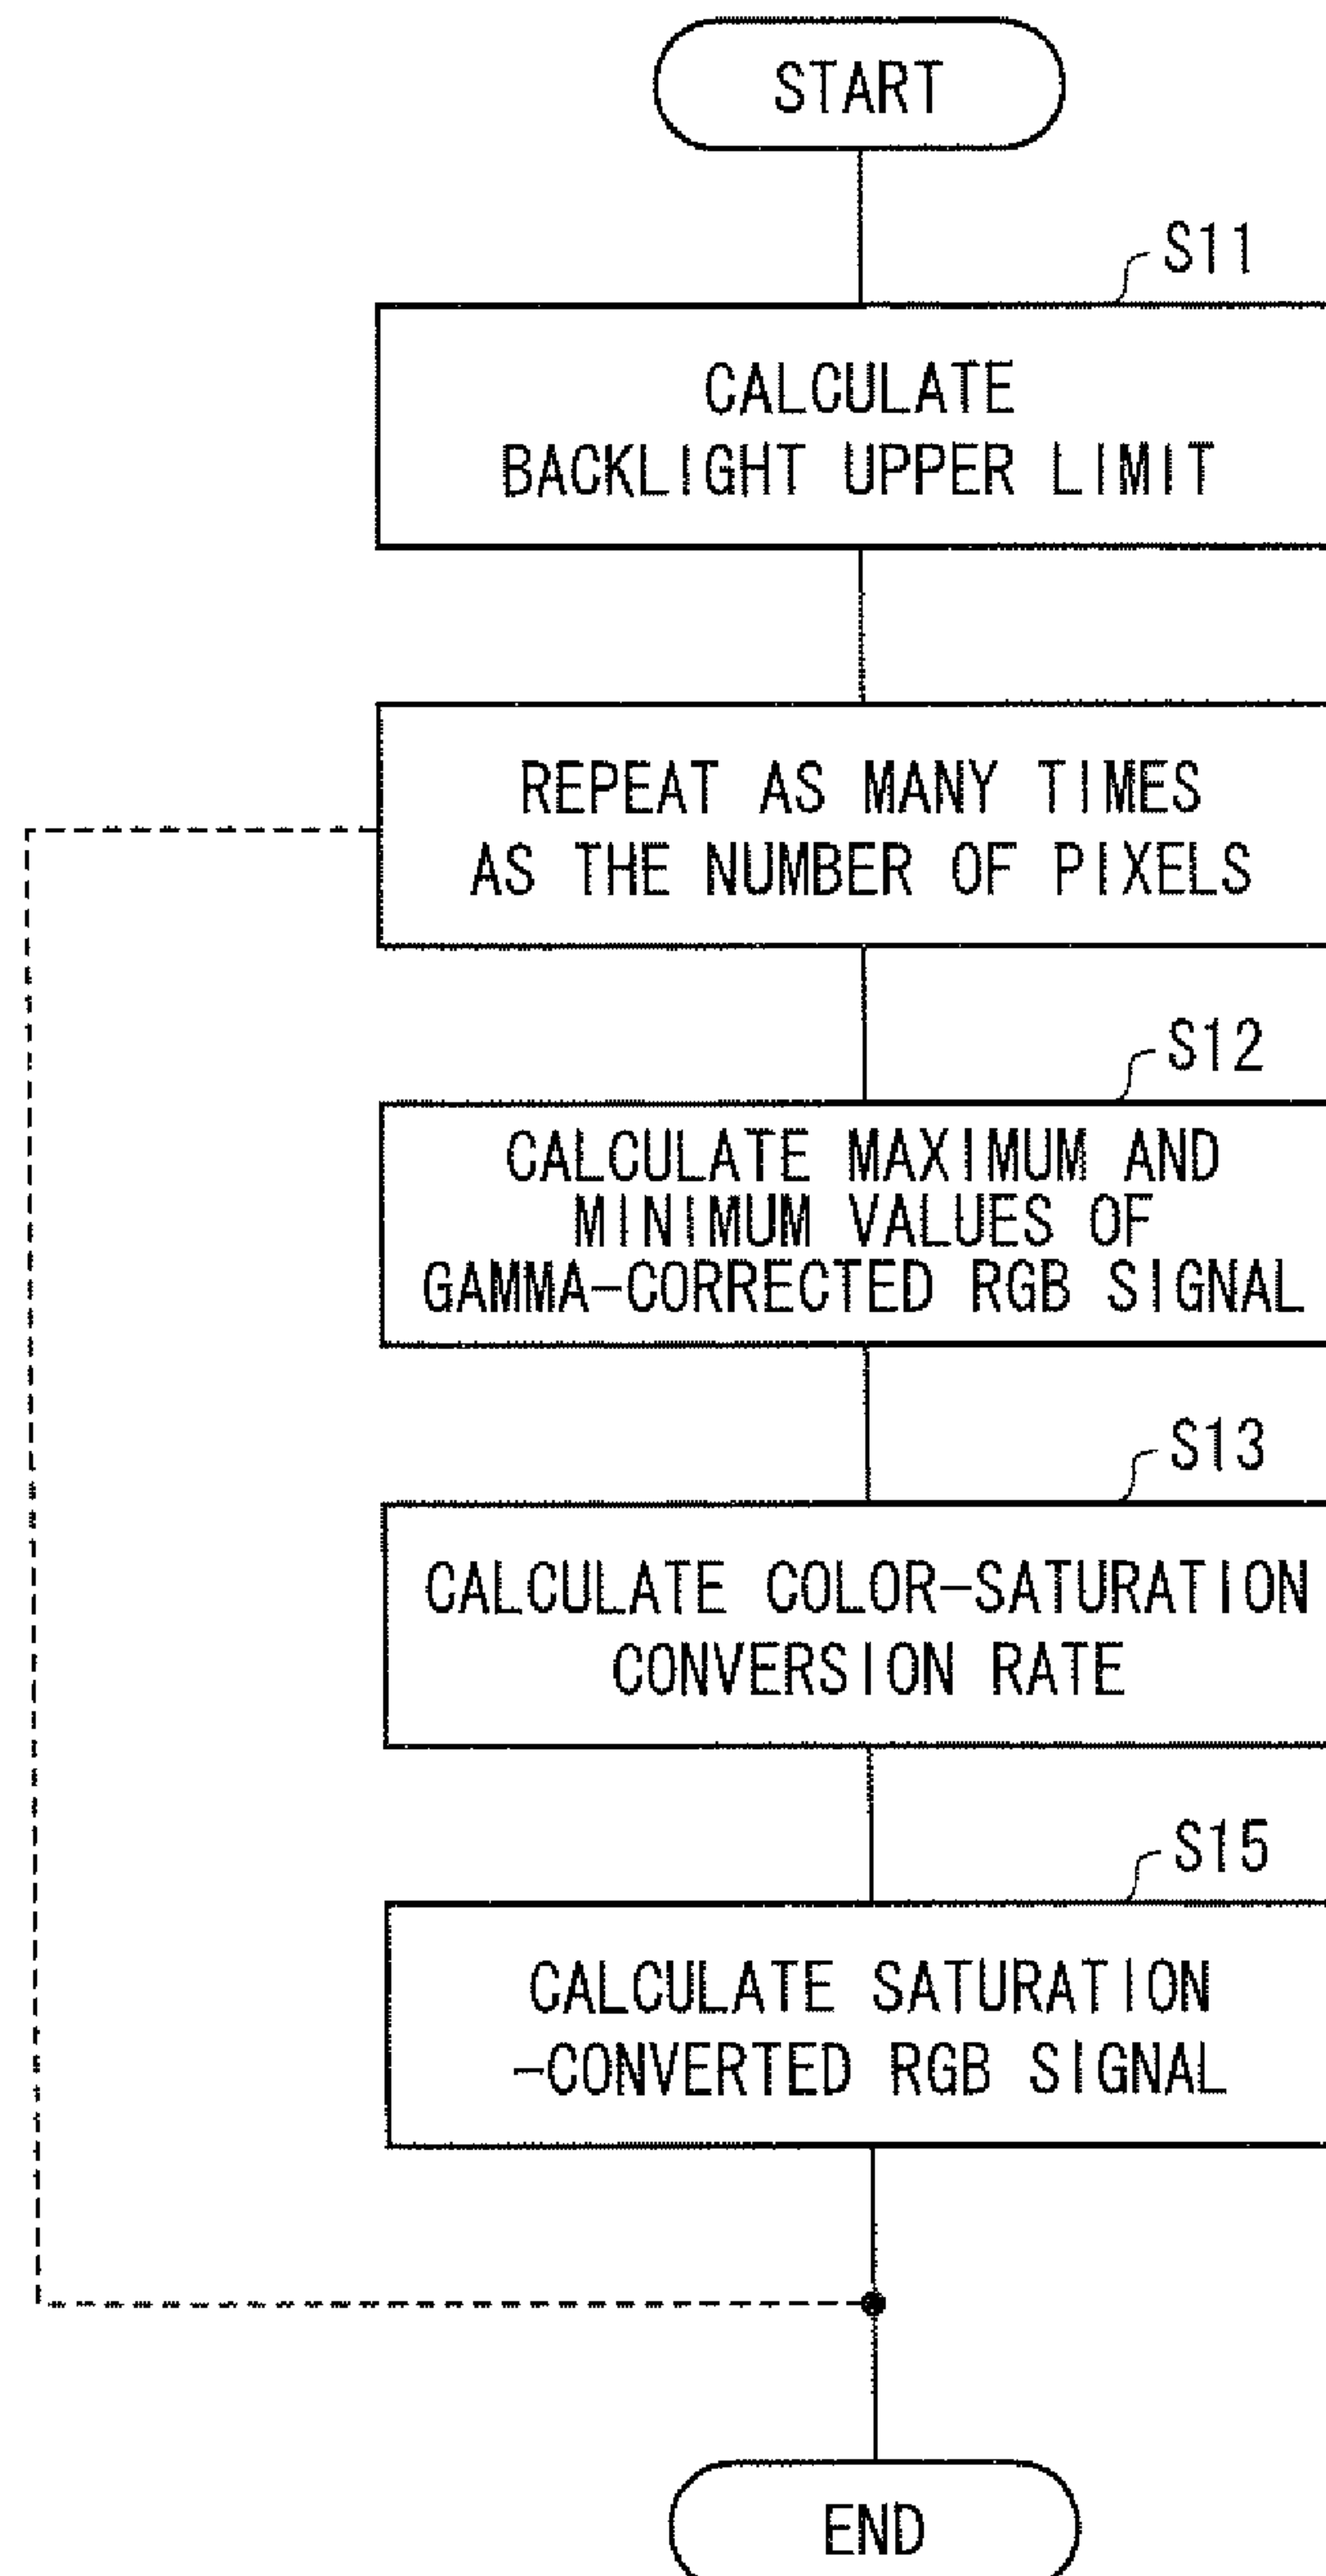 START
S11
CALCULATE
BACKLIGHT UPPER LIMIT
REPEAT AS MANY TIMES
AS THE NUMBER OF PIXELS
S12
CALCULATE MAXIMUM AND
MINIMUM VALUES OF
GAMMA-CORRECTED RGB SIGNAL
S13
CALCULATE COLOR-SATURATION
CONVERSION RATE
S15
CALCULATE SATURATION
-CONVERTED RGB SIGNAL
END